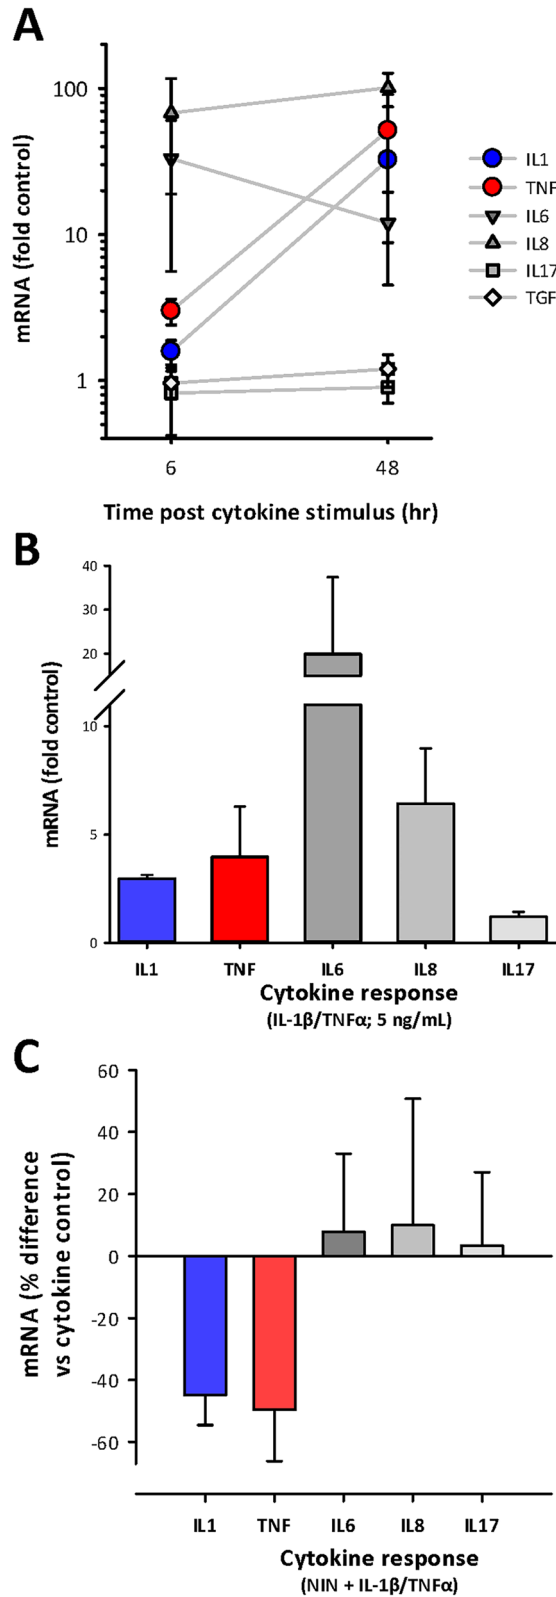 A
mRNA (fold control)
100
10
1
6
48
Time post cytokine stimulus (hr)
IL1
TNF
IL6
IL8
IL17
TGF
B
mRNA (fold control)
40
30
20
10
5
0
IL1
TNF
IL6
IL8
IL17
Cytokine response
(IL-1β/TNFα; 5 ng/mL)
C
mRNA (% difference
vs cytokine control)
60
40
20
0
-20
-40
-60
IL1
TNF
IL6
IL8
IL17
Cytokine response
(NIN + IL-1β/TNFα)